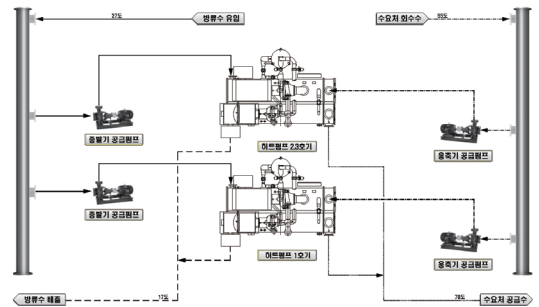 27도
방류수 유입
수요처 회수수
55도
증발기 공급펌프
히트펌프 2,3호기
응축기 공급펌프
증발기 공급펌프
히트펌프 1호기
응축기 공급펌프
방류수 배출
17도
70도
수요처 공급수